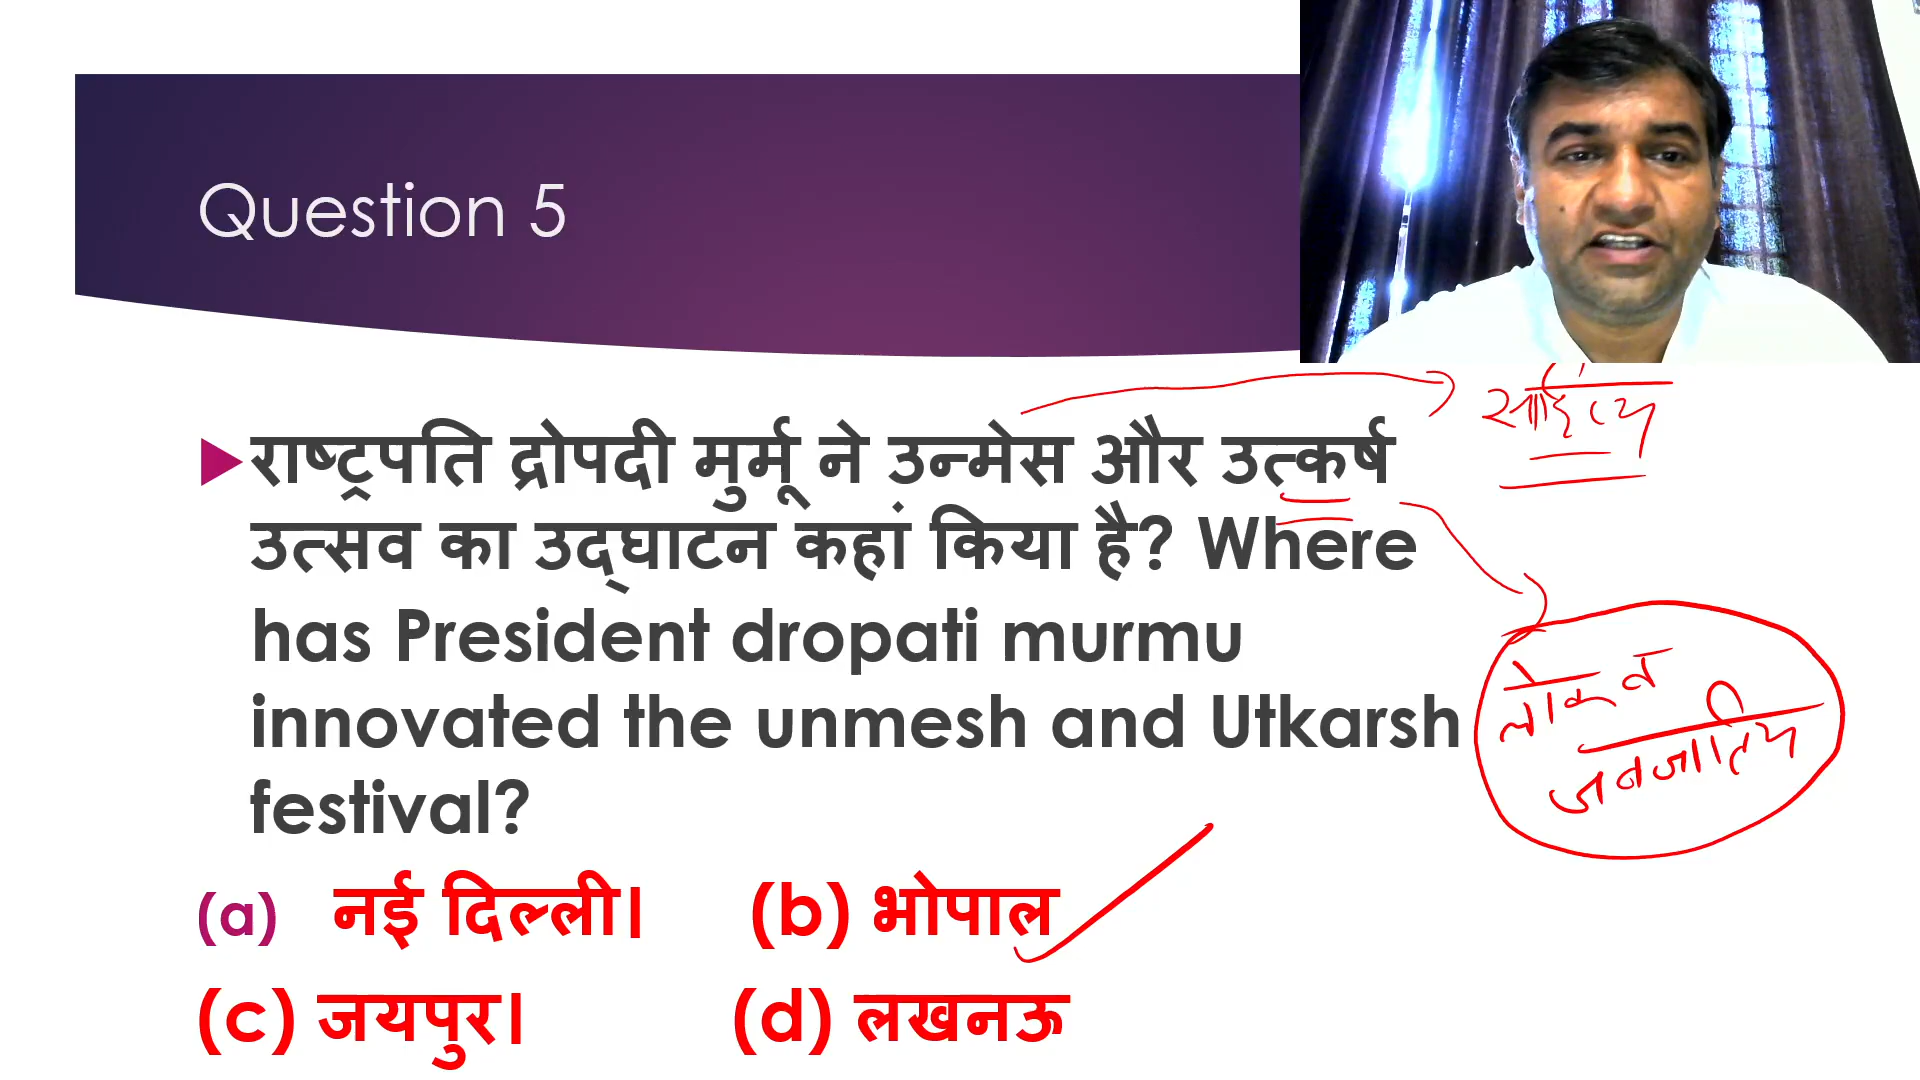 Question 5
साहित्य
राष्ट्रपति द्रोपदी मुर्मू ने उन्मेस और उत्कर्ष
उत्सव का उद्घाटन कहां किया है? Where
has President dropati murmu
innovated the unmesh and Utkarsh
festival?
लोक व
जनजातिय
(a) नई दिल्ली। (b) भोपाल
(c) जयपुर। (d) लखनऊ